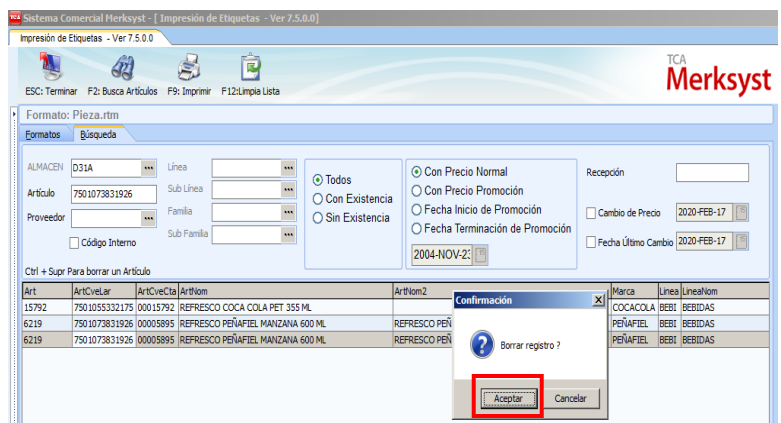 TCA Sistema Comercial Merksyst - [ Impresión de Etiquetas - Ver 7.5.0.0]
Impresión de Etiquetas - Ver 7.5.0.0
ESC: Terminar F2: Busca Artículos F9: Imprimir F12:Limpia Lista
TCA
Merksyst
Formato: Pieza.rtm
Formatos Búsqueda
ALMACEN D31A ... Línea ...
Artículo 7501073831926 Sub Línea ...
Proveedor ... Familia ...
Código Interno Sub Familia ...
Todos
Con Existencia
Sin Existencia
Con Precio Normal
Con Precio Promoción
Fecha Inicio de Promoción
Fecha Terminación de Promoción
2004-NOV-23
Recepción
Cambio de Precio 2020-FEB-17
Fecha Último Cambio 2020-FEB-17
Ctrl + Supr Para borrar un Artículo
Art ArtCveLar ArtCveCta ArtNom ArtNom2 Marca Linea LineaNom
15792 7501055332175 00015792 REFRESCO COCA COLA PET 355 ML COCACOLA BEBI BEBIDAS
6219 7501073831926 00005895 REFRESCO PEÑAFIEL MANZANA 600 ML REFRESCO PEÑ PEÑAFIEL BEBI BEBIDAS
6219 7501073831926 00005895 REFRESCO PEÑAFIEL MANZANA 600 ML REFRESCO PEÑ PEÑAFIEL BEBI BEBIDAS
Confirmación
Borrar registro ?
Aceptar Cancelar